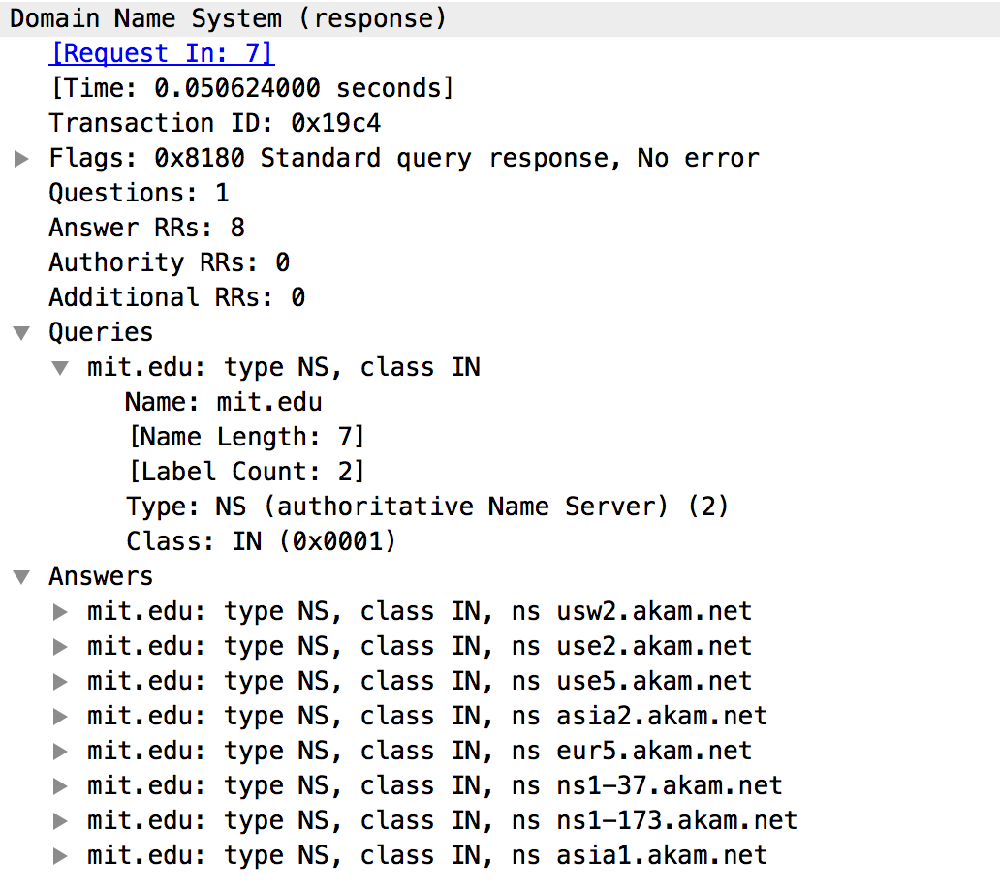 Domain Name System (response)
[Request In: 7]
[Time: 0.050624000 seconds]
Transaction ID: 0x19c4
Flags: 0x8180 Standard query response, No error
Questions: 1
Answer RRs: 8
Authority RRs: 0
Additional RRs: 0
Queries
mit.edu: type NS, class IN
Name: mit.edu
[Name Length: 7]
[Label Count: 2]
Type: NS (authoritative Name Server) (2)
Class: IN (0x0001)
Answers
mit.edu: type NS, class IN, ns usw2.akam.net
mit.edu: type NS, class IN, ns use2.akam.net
mit.edu: type NS, class IN, ns use5.akam.net
mit.edu: type NS, class IN, ns asia2.akam.net
mit.edu: type NS, class IN, ns eur5.akam.net
mit.edu: type NS, class IN, ns ns1-37.akam.net
mit.edu: type NS, class IN, ns ns1-173.akam.net
mit.edu: type NS, class IN, ns asia1.akam.net